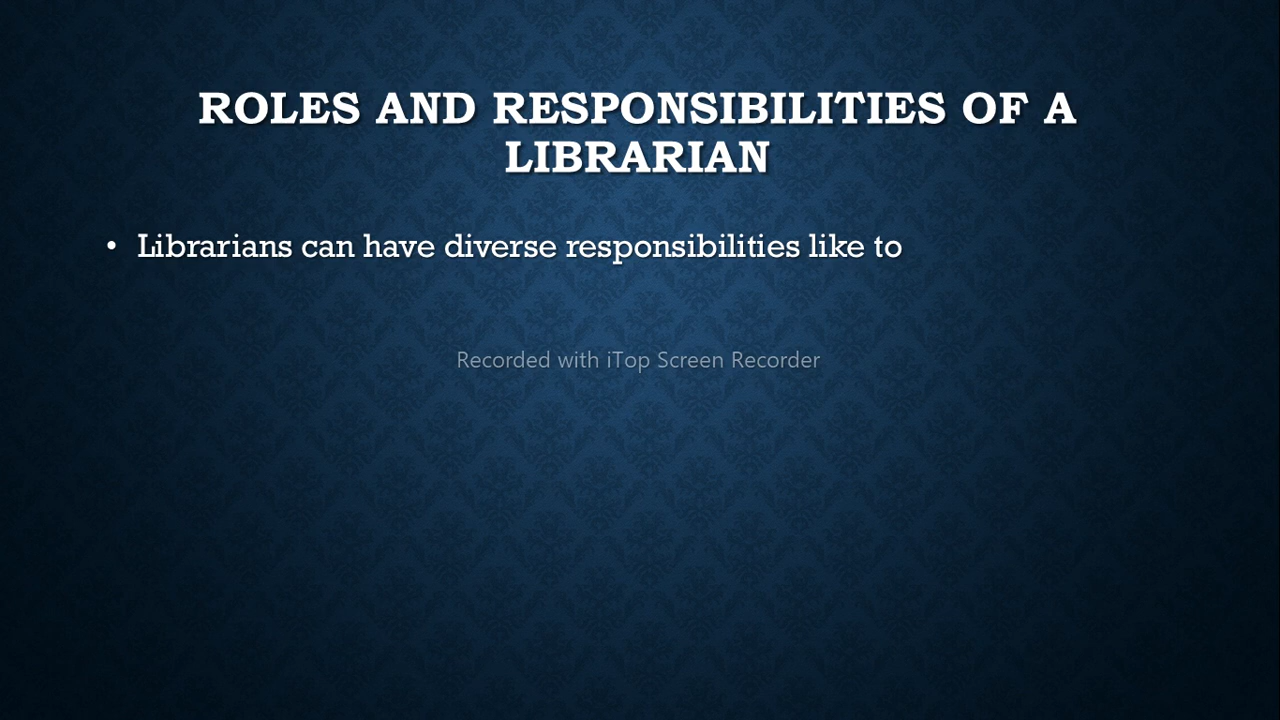 ROLES AND RESPONSIBILITIES OF A
LIBRARIAN
• Librarians can have diverse responsibilities like to
Recorded with iTop Screen Recorder